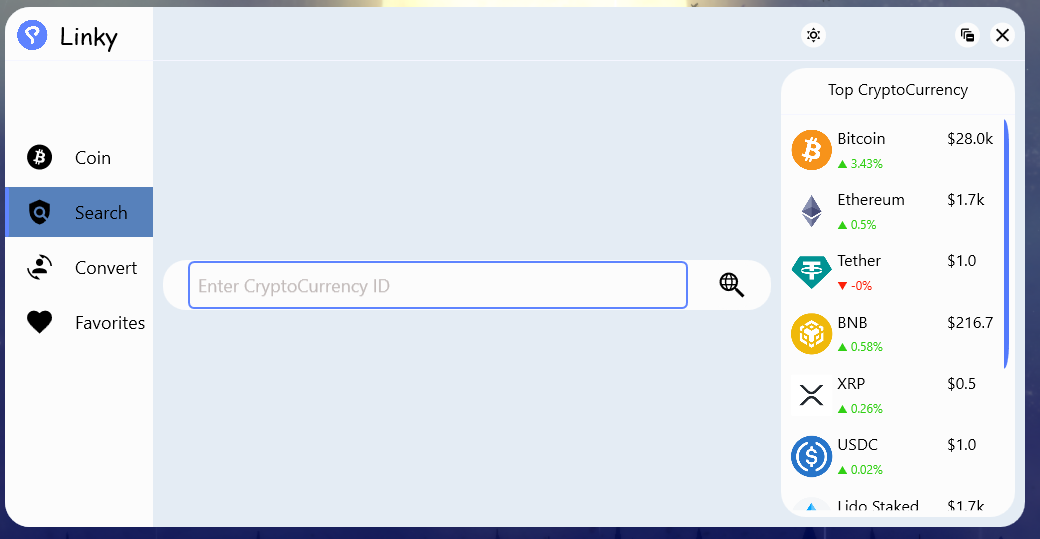 Linky
Coin
Search
Convert
Favorites
Enter CryptoCurrency ID
Top CryptoCurrency
Bitcoin $28.0k
▲ 3.43%
Ethereum $1.7k
▲ 0.5%
Tether $1.0
▼ -0%
BNB $216.7
▲ 0.58%
XRP $0.5
▲ 0.26%
USDC $1.0
▲ 0.02%
Lido Staked $1.7k